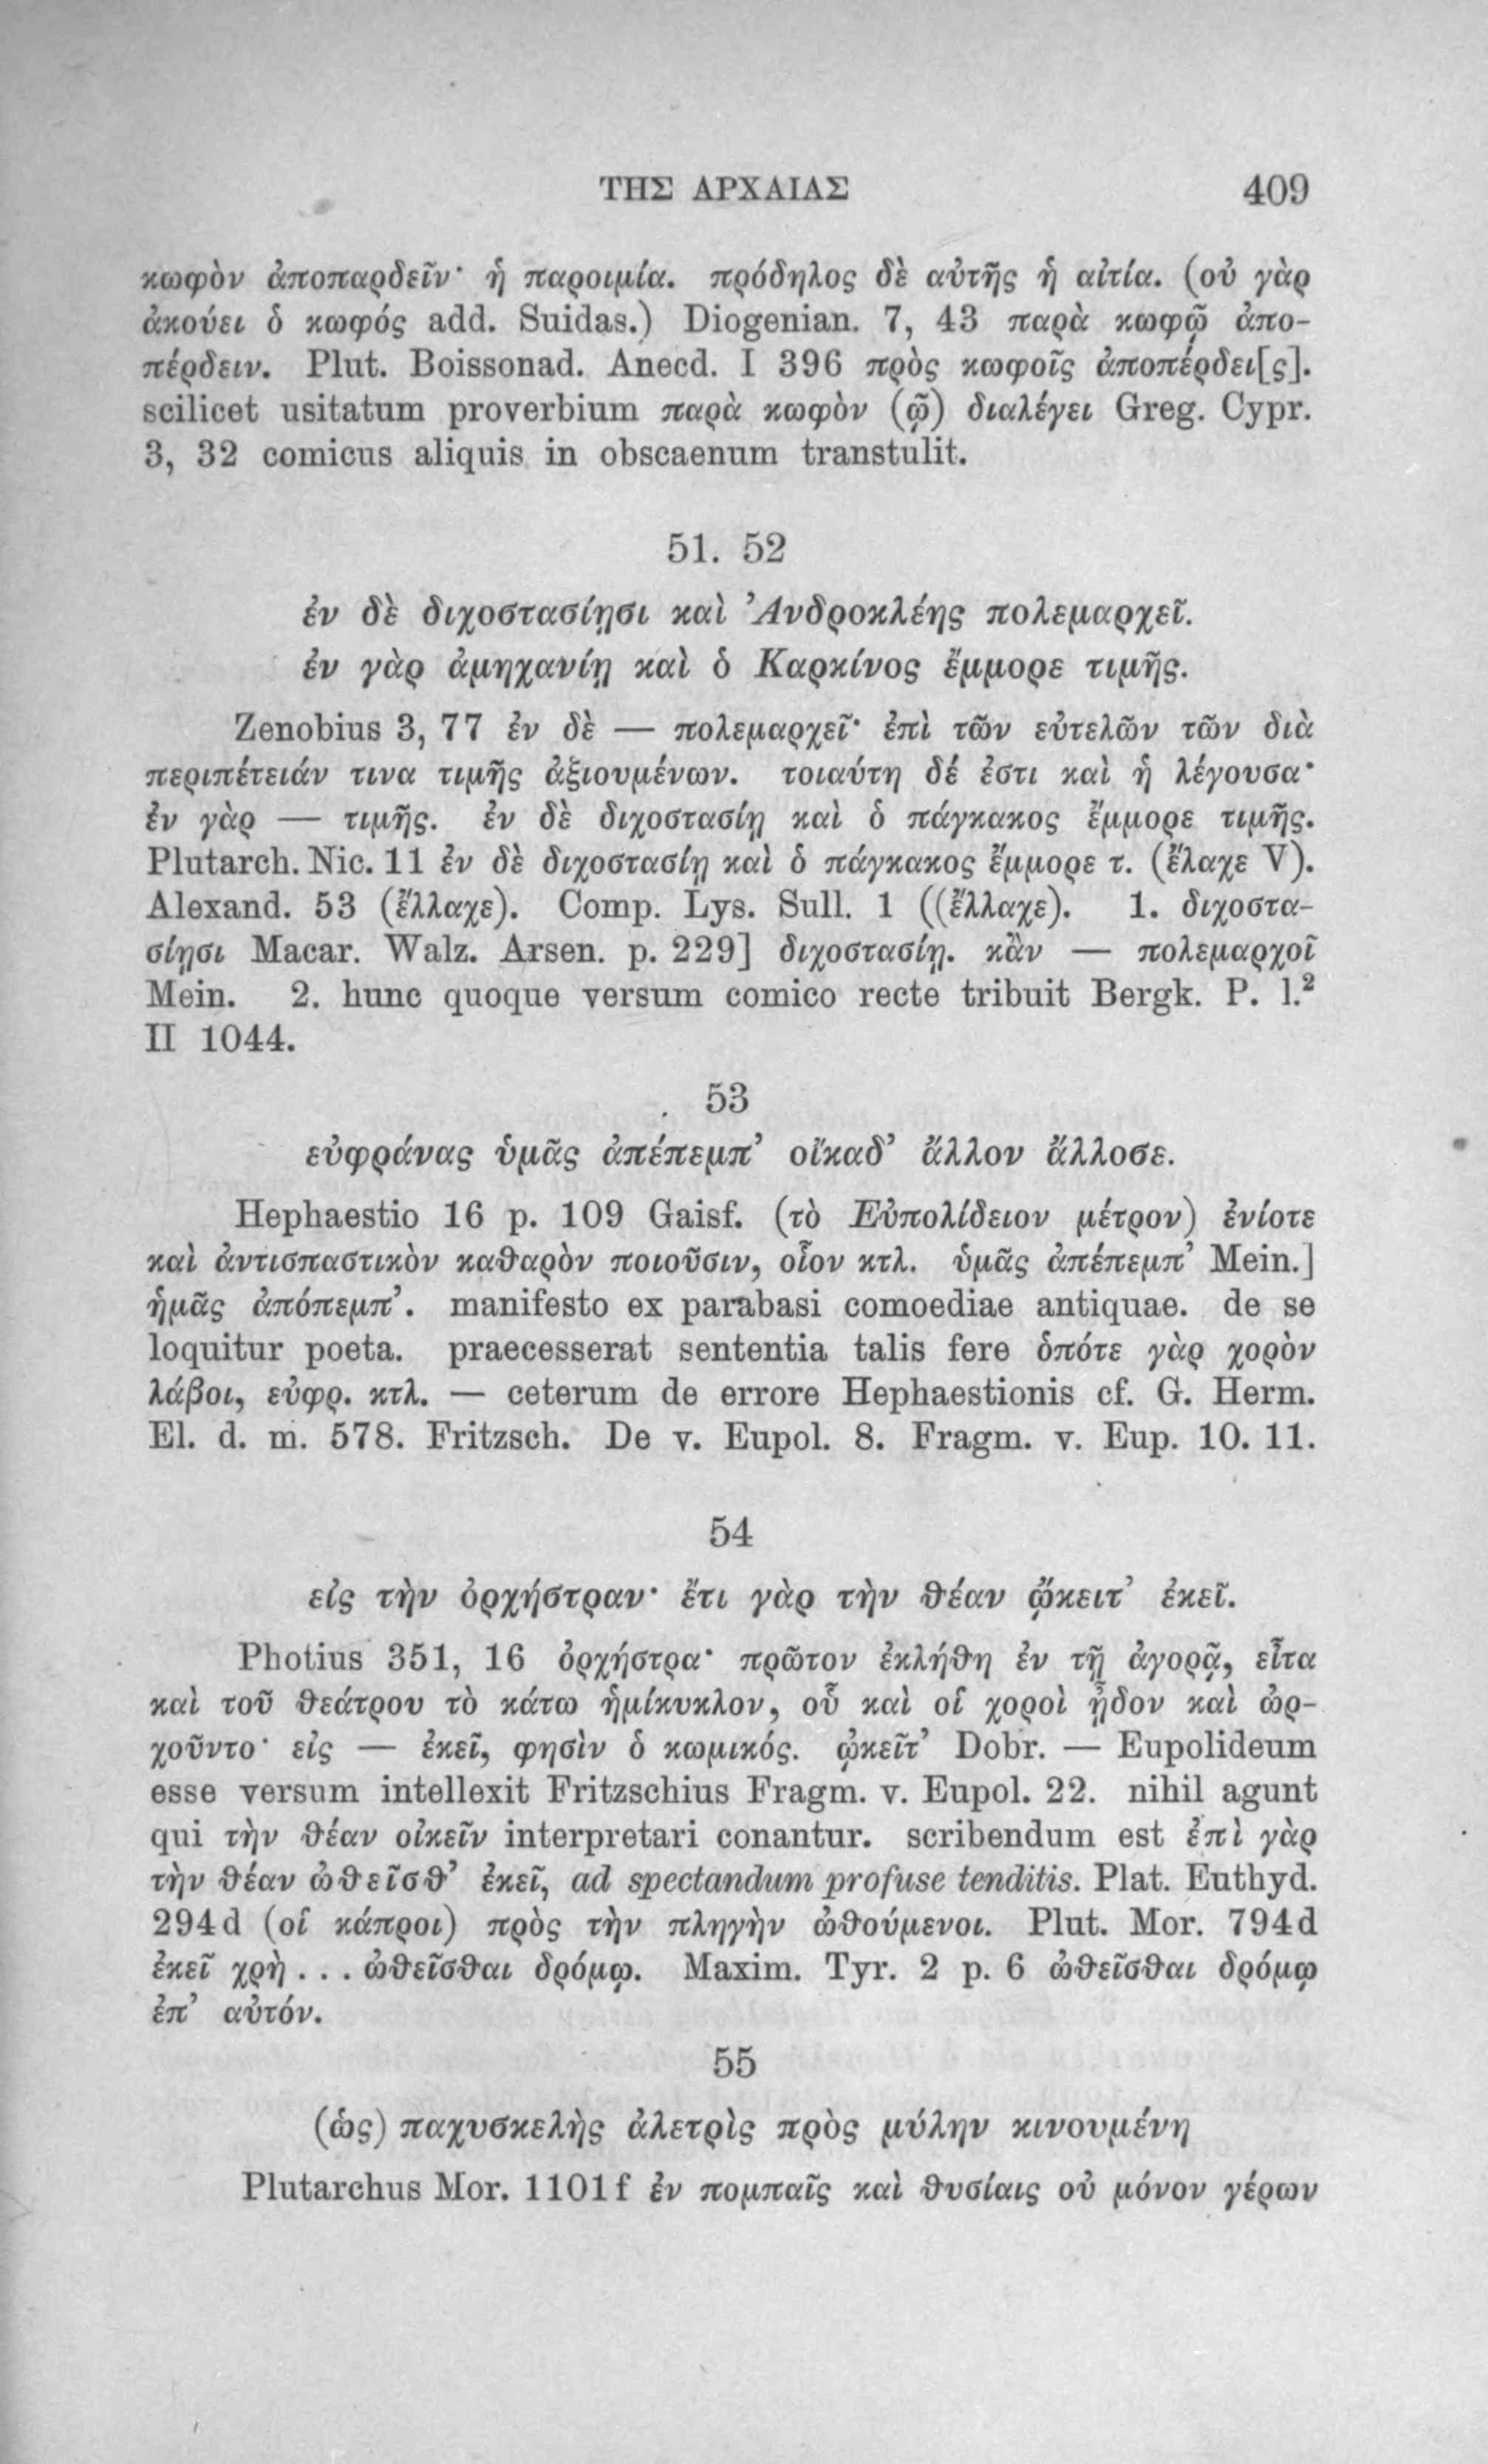 ΤΗΣ ΑΡΧΑΙΑΣ 409
κωφὸν ἀποπαρδεῖν· ἡ παροιμία. πρόδηλος δὲ αὐτῆς ἡ αἰτία. (οὐ γὰρ
ἀκούει ὁ κωφός add. Suidas.) Diogenian. 7, 43 παρὰ κωφῷ ἀπο-
πέρδειν. Plut. Boissonad. Anecd. I 396 πρὸς κωφοῖς ἀποπέρδει[ς].
scilicet usitatum proverbium παρὰ κωφὸν (ῷ) διαλέγει Greg. Cypr.
3, 32 comicus aliquis in obscaenum transtulit.
51. 52
ἐν δὲ διχοστασίῃσι καὶ Ἀνδροκλέης πολεμαρχεῖ.
ἐν γὰρ ἀμηχανίῃ καὶ ὁ Καρκίνος ἔμμορε τιμῆς.
Zenobius 3, 77 ἐν δὲ — πολεμαρχεῖ· ἐπὶ τῶν εὐτελῶν τῶν διὰ
περιπέτειάν τινα τιμῆς ἀξιουμένων. τοιαύτη δέ ἐστι καὶ ἡ λέγουσα·
ἐν γὰρ — τιμῆς. ἐν δὲ διχοστασίῃ καὶ ὁ πάγκακος ἔμμορε τιμῆς.
Plutarch. Nic. 11 ἐν δὲ διχοστασίῃ καὶ ὁ πάγκακος ἔμμορε τ. (ἔλαχε V).
Alexand. 53 (ἔλλαχε). Comp. Lys. Sull. 1 ((ἔλλαχε). 1. διχοστα-
σίῃσι Macar. Walz. Arsen. p. 229] διχοστασίῃ. κἂν — πολεμαρχοῖ
Mein. 2. hunc quoque versum comico recte tribuit Bergk. P. l.²
II 1044.
53
εὐφράνας ὑμᾶς ἀπέπεμπ’ οἴκαδ’ ἄλλον ἄλλοσε.
Hephaestio 16 p. 109 Gaisf. (τὸ Εὐπολίδειον μέτρον) ἐνίοτε
καὶ ἀντισπαστικὸν καθαρὸν ποιοῦσιν, οἷον κτλ. ὑμᾶς ἀπέπεμπ’ Mein.]
ἡμᾶς ἀπόπεμπ’. manifesto ex parabasi comoediae antiquae. de se
loquitur poeta. praecesserat sententia talis fere ὁπότε γὰρ χορὸν
λάβοι, εὐφρ. κτλ. — ceterum de errore Hephaestionis cf. G. Herm.
El. d. m. 578. Fritzsch. De v. Eupol. 8. Fragm. v. Eup. 10. 11.
54
εἰς τὴν ὀρχήστραν· ἔτι γὰρ τὴν θέαν ᾤκειτ’ ἐκεῖ.
Photius 351, 16 ὀρχήστρα· πρῶτον ἐκλήθη ἐν τῇ ἀγορᾷ, εἶτα
καὶ τοῦ θεάτρου τὸ κάτω ἡμίκυκλον, οὗ καὶ οἱ χοροὶ ᾖδον καὶ ὠρ-
χοῦντο· εἰς — ἐκεῖ, φησὶν ὁ κωμικός. ᾠκεῖτ’ Dobr. — Eupolideum
esse versum intellexit Fritzschius Fragm. v. Eupol. 22. nihil agunt
qui τὴν θέαν οἰκεῖν interpretari conantur. scribendum est ἐπὶ γὰρ
τὴν θέαν ὠθεῖσθ’ ἐκεῖ, ad spectandum profuse tenditis. Plat. Euthyd.
294d (οἱ κάπροι) πρὸς τὴν πληγὴν ὠθούμενοι. Plut. Mor. 794d
ἐκεῖ χρὴ . . . ὠθεῖσθαι δρόμῳ. Maxim. Tyr. 2 p. 6 ὠθεῖσθαι δρόμῳ
ἐπ’ αὐτόν.
55
(ὡς) παχυσκελὴς ἀλετρὶς πρὸς μύλην κινουμένη
Plutarchus Mor. 1101f ἐν πομπαῖς καὶ θυσίαις οὐ μόνον γέρων